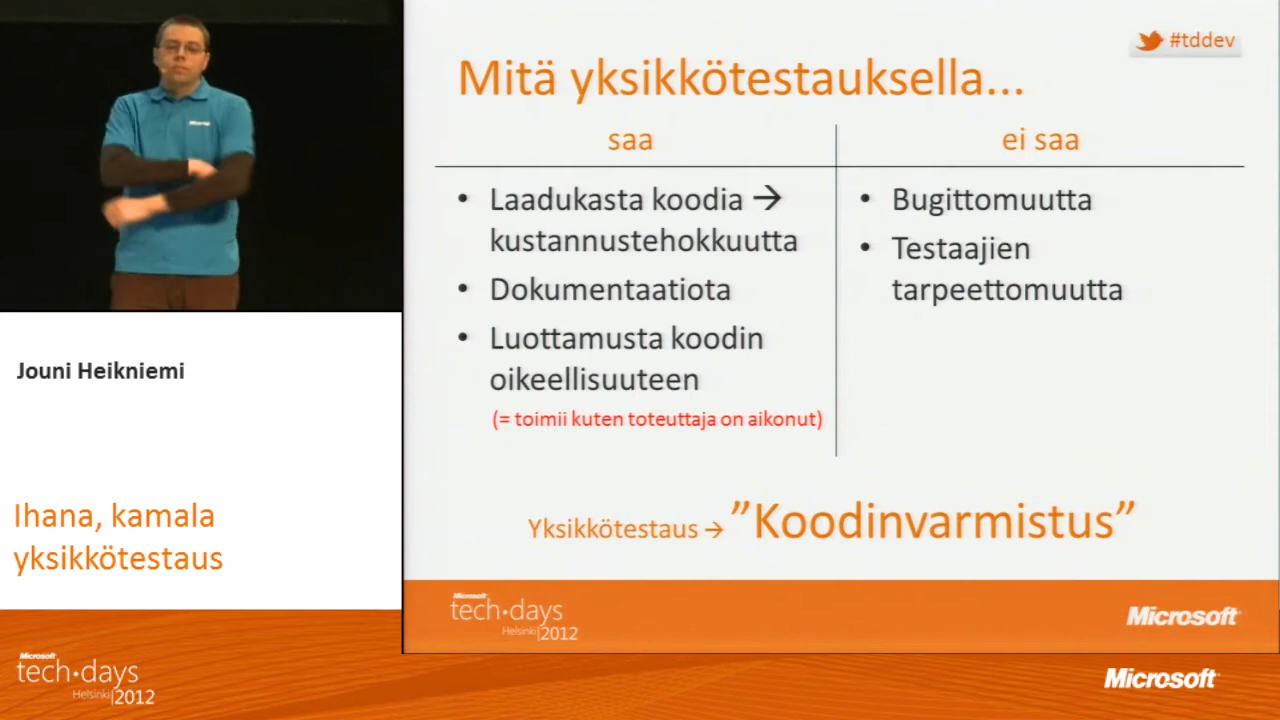 #tddev
Mitä yksikkötestauksella...
saa
ei saa
• Laadukasta koodia →
kustannustehokkuutta
• Dokumentaatiota
• Luottamusta koodin
oikeellisuuteen
(= toimii kuten toteuttaja on aikonut)
• Bugittomuutta
• Testaajien
tarpeettomuutta
Yksikkötestaus → ”Koodinvarmistus”
Microsoft
tech·days
Helsinki|2012
Microsoft
Jouni Heikniemi
Ihana, kamala
yksikkötestaus
Microsoft
tech·days
Helsinki|2012
Microsoft